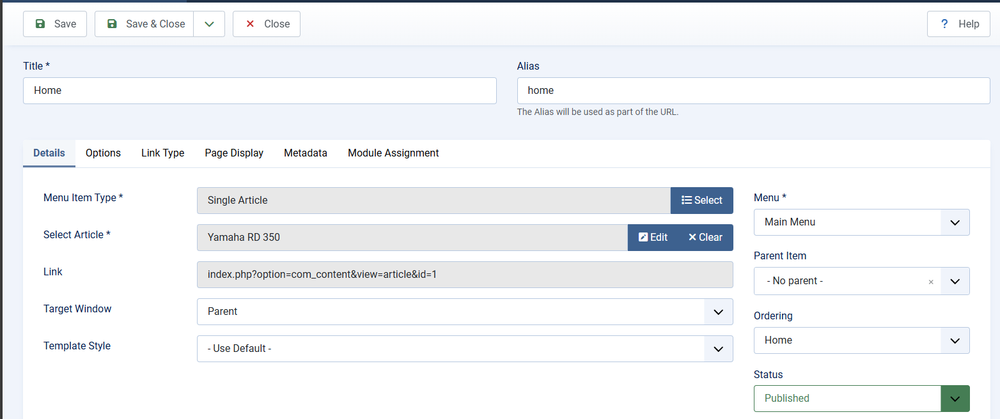 Save
Save & Close
Close
? Help
Title *
Home
Alias
home
The Alias will be used as part of the URL.
Details
Options
Link Type
Page Display
Metadata
Module Assignment
Menu Item Type *
Single Article
Select
Select Article *
Yamaha RD 350
Edit
Clear
Link
index.php?option=com_content&view=article&id=1
Target Window
Parent
Template Style
- Use Default -
Menu *
Main Menu
Parent Item
- No parent -
×
Ordering
Home
Status
Published